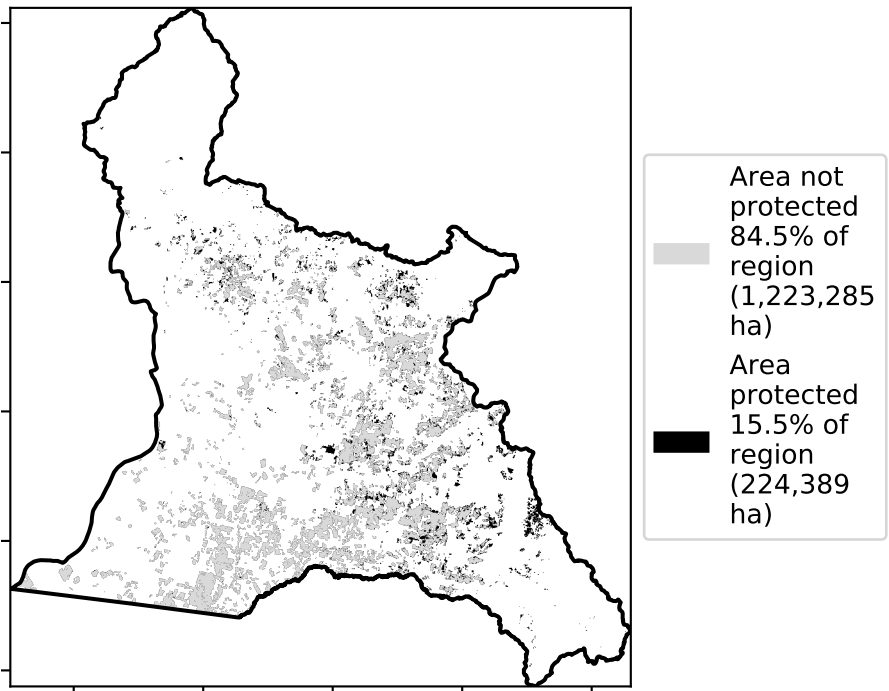 Area not
protected
84.5% of
region
(1,223,285
ha)
Area
protected
15.5% of
region
(224,389
ha)